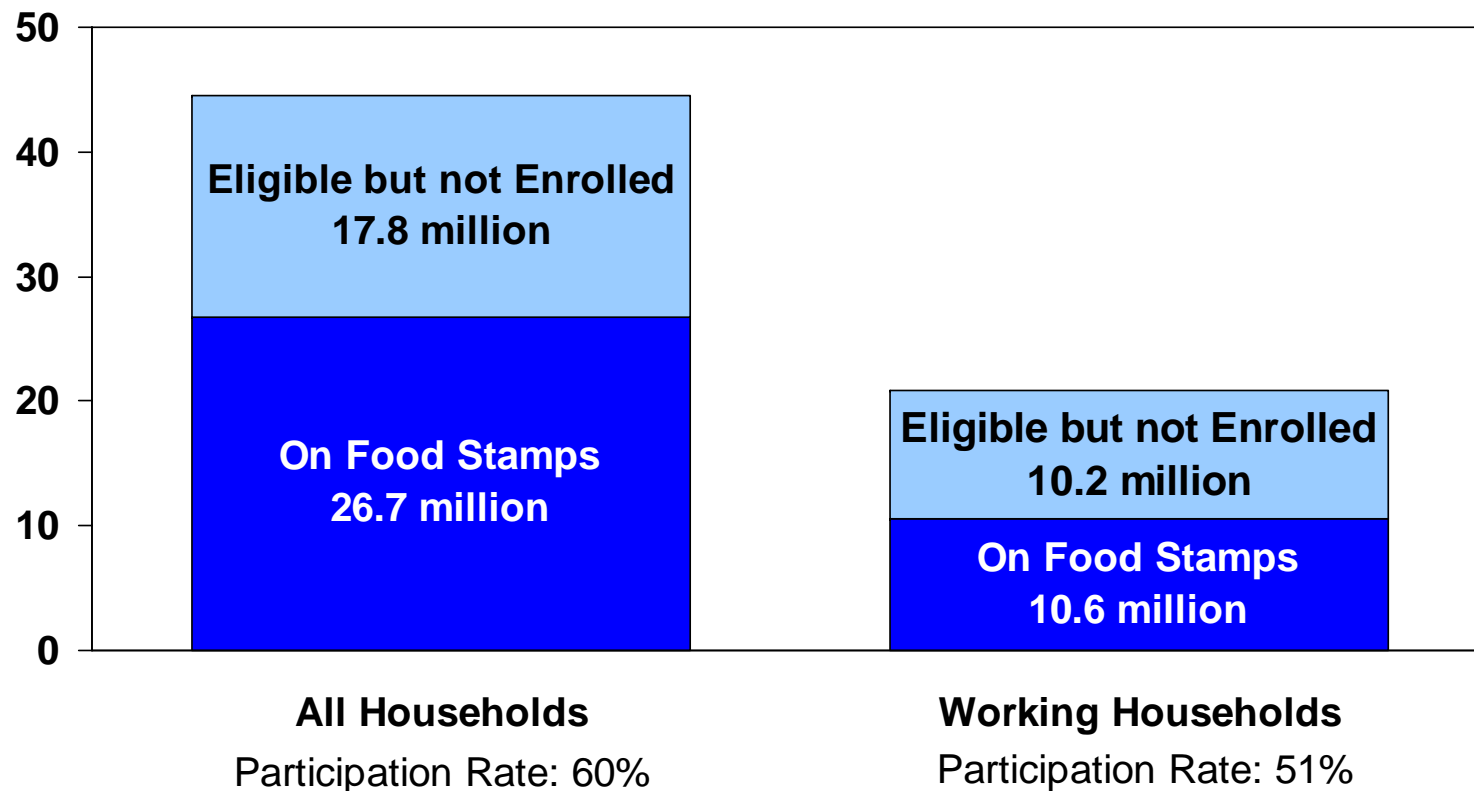 50
40
30
20
10
0
Eligible but not Enrolled
17.8 million
On Food Stamps
26.7 million
Eligible but not Enrolled
10.2 million
On Food Stamps
10.6 million
All Households
Participation Rate: 60%
Working Households
Participation Rate: 51%